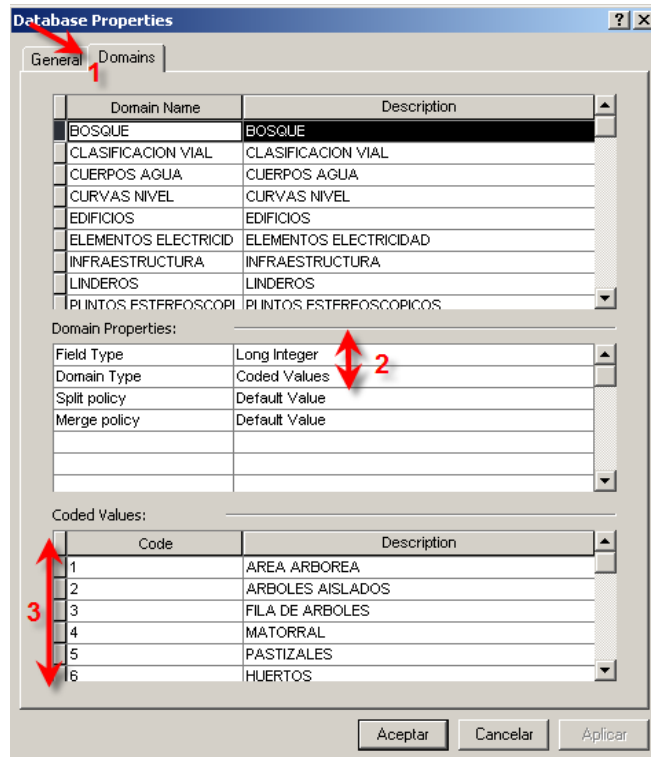 Database Properties
General Domains
1
Domain Name Description
BOSQUE BOSQUE
CLASIFICACION VIAL CLASIFICACION VIAL
CUERPOS AGUA CUERPOS AGUA
CURVAS NIVEL CURVAS NIVEL
EDIFICIOS EDIFICIOS
ELEMENTOS ELECTRICID ELEMENTOS ELECTRICIDAD
INFRAESTRUCTURA INFRAESTRUCTURA
LINDEROS LINDEROS
PUNTOS ESTEREOSCOPI PUNTOS ESTEREOSCOPICOS
Domain Properties:
Field Type Long Integer
2
Domain Type Coded Values
Split policy Default Value
Merge policy Default Value
Coded Values:
Code Description
1 AREA ARBOREA
2 ARBOLES AISLADOS
3
3 FILA DE ARBOLES
4 MATORRAL
5 PASTIZALES
6 HUERTOS
Aceptar Cancelar Aplicar